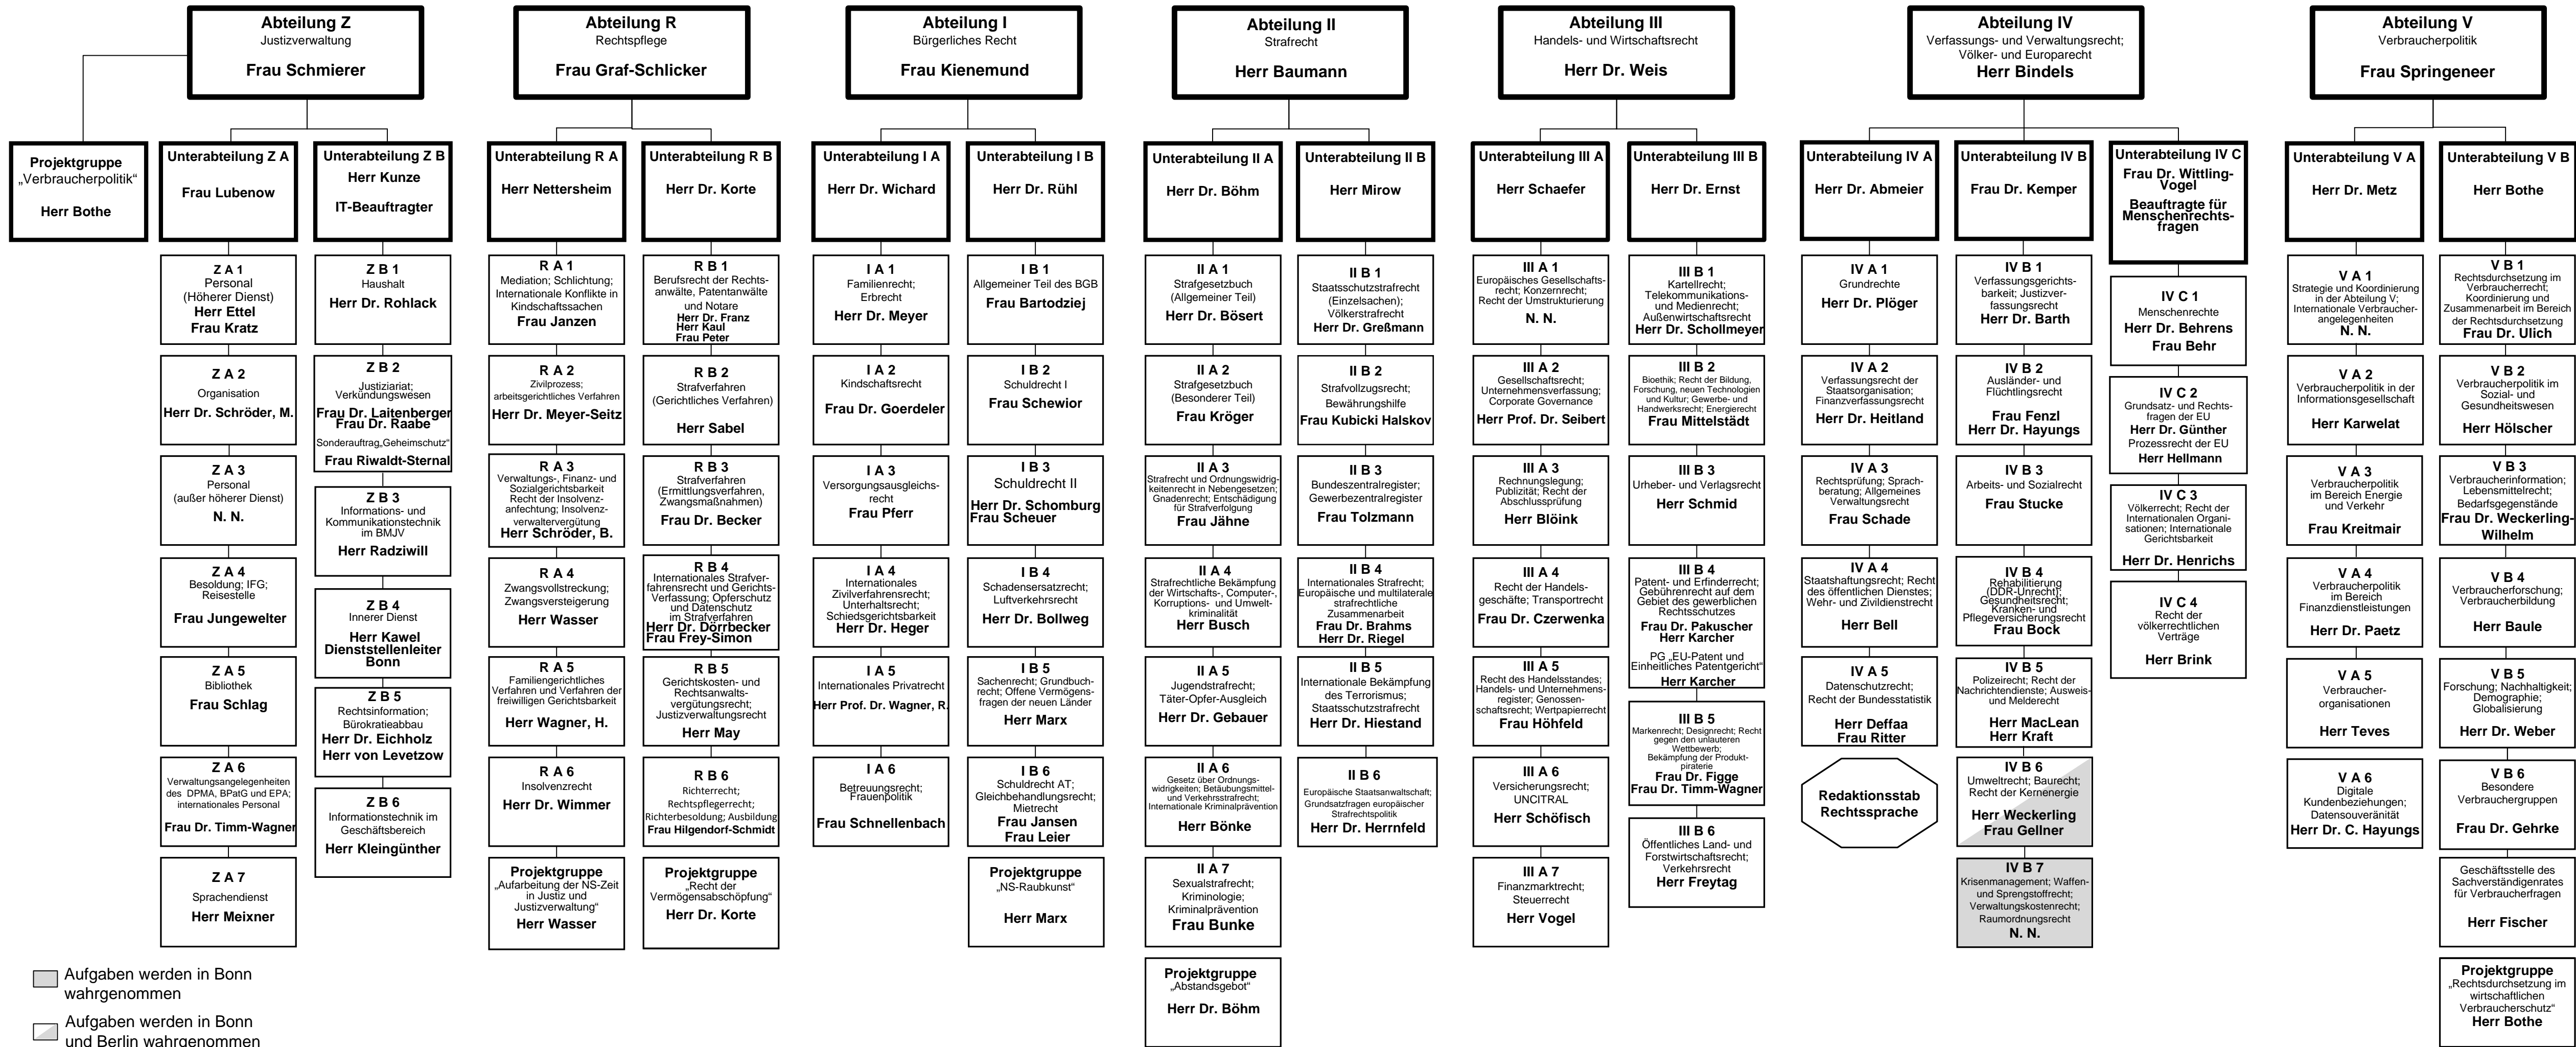 Abteilung Z
Justizverwaltung
Frau Schmierer
Projektgruppe
„Verbraucherpolitik“
Herr Bothe
Unterabteilung Z A
Frau Lubenow
Z A 1
Personal
(Höherer Dienst)
Herr Ettel
Frau Kratz
Z A 2
Organisation
Herr Dr. Schröder, M.
Z A 3
Personal
(außer höherer Dienst)
N. N.
Z A 4
Besoldung; IFG;
Reisestelle
Frau Jungewelter
Z A 5
Bibliothek
Frau Schlag
Z A 6
Verwaltungsangelegenheiten
des DPMA, BPatG und EPA;
internationales Personal
Frau Dr. Timm-Wagner
Z A 7
Sprachendienst
Herr Meixner
Unterabteilung Z B
Herr Kunze
IT-Beauftragter
Z B 1
Haushalt
Herr Dr. Rohlack
Z B 2
Justiziariat;
Verkündungswesen
Frau Dr. Laitenberger
Frau Dr. Raabe
Sonderauftrag„Geheimschutz“
Frau Riwaldt-Sternal
Z B 3
Informations- und
Kommunikationstechnik
im BMJV
Herr Radziwill
Z B 4
Innerer Dienst
Herr Kawel
Dienststellenleiter
Bonn
Z B 5
Rechtsinformation;
Bürokratieabbau
Herr Dr. Eichholz
Herr von Levetzow
Z B 6
Informationstechnik im
Geschäftsbereich
Herr Kleingünther
Abteilung R
Rechtspflege
Frau Graf-Schlicker
Unterabteilung R A
Herr Nettersheim
R A 1
Mediation; Schlichtung;
Internationale Konflikte in
Kindschaftssachen
Frau Janzen
R A 2
Zivilprozess;
arbeitsgerichtliches Verfahren
Herr Dr. Meyer-Seitz
R A 3
Verwaltungs-, Finanz- und
Sozialgerichtsbarkeit
Recht der Insolvenz-
anfechtung; Insolvenz-
verwaltervergütung
Herr Schröder, B.
R A 4
Zwangsvollstreckung;
Zwangsversteigerung
Herr Wasser
R A 5
Familiengerichtliches
Verfahren und Verfahren der
freiwilligen Gerichtsbarkeit
Herr Wagner, H.
R A 6
Insolvenzrecht
Herr Dr. Wimmer
Projektgruppe
„Aufarbeitung der NS-Zeit
in Justiz und
Justizverwaltung“
Herr Wasser
Unterabteilung R B
Herr Dr. Korte
R B 1
Berufsrecht der Rechts-
anwälte, Patentanwälte
und Notare
Herr Dr. Franz
Herr Kaul
Frau Peter
R B 2
Strafverfahren
(Gerichtliches Verfahren)
Herr Sabel
R B 3
Strafverfahren
(Ermittlungsverfahren,
Zwangsmaßnahmen)
Frau Dr. Becker
R B 4
Internationales Strafver-
fahrensrecht und Gerichts-
Verfassung; Opferschutz
und Datenschutz
im Strafverfahren
Herr Dr. Dörrbecker
Frau Frey-Simon
R B 5
Gerichtskosten- und
Rechtsanwalts-
vergütungsrecht;
Justizverwaltungsrecht
Herr May
R B 6
Richterrecht;
Rechtspflegerrecht;
Richterbesoldung; Ausbildung
Frau Hilgendorf-Schmidt
Projektgruppe
„Recht der
Vermögensabschöpfung“
Herr Dr. Korte
Abteilung I
Bürgerliches Recht
Frau Kienemund
Unterabteilung I A
Herr Dr. Wichard
I A 1
Familienrecht;
Erbrecht
Herr Dr. Meyer
I A 2
Kindschaftsrecht
Frau Dr. Goerdeler
I A 3
Versorgungsausgleichs-
recht
Frau Pferr
I A 4
Internationales
Zivilverfahrensrecht;
Unterhaltsrecht;
Schiedsgerichtsbarkeit
Herr Dr. Heger
I A 5
Internationales Privatrecht
Herr Prof. Dr. Wagner, R.
I A 6
Betreuungsrecht;
Frauenpolitik
Frau Schnellenbach
Unterabteilung I B
Herr Dr. Rühl
I B 1
Allgemeiner Teil des BGB
Frau Bartodziej
I B 2
Schuldrecht I
Frau Schewior
I B 3
Schuldrecht II
Herr Dr. Schomburg
Frau Scheuer
I B 4
Schadensersatzrecht;
Luftverkehrsrecht
Herr Dr. Bollweg
I B 5
Sachenrecht; Grundbuch-
recht; Offene Vermögens-
fragen der neuen Länder
Herr Marx
I B 6
Schuldrecht AT;
Gleichbehandlungsrecht;
Mietrecht
Frau Jansen
Frau Leier
Projektgruppe
„NS-Raubkunst“
Herr Marx
Abteilung II
Strafrecht
Herr Baumann
Unterabteilung II A
Herr Dr. Böhm
II A 1
Strafgesetzbuch
(Allgemeiner Teil)
Herr Dr. Bösert
II A 2
Strafgesetzbuch
(Besonderer Teil)
Frau Kröger
II A 3
Strafrecht und Ordnungswidrig-
keitenrecht in Nebengesetzen;
Gnadenrecht; Entschädigung
für Strafverfolgung
Frau Jähne
II A 4
Strafrechtliche Bekämpfung
der Wirtschafts-, Computer-,
Korruptions- und Umwelt-
kriminalität
Herr Busch
II A 5
Jugendstrafrecht;
Täter-Opfer-Ausgleich
Herr Dr. Gebauer
II A 6
Gesetz über Ordnungs-
widrigkeiten; Betäubungsmittel-
und Verkehrsstrafrecht;
Internationale Kriminalprävention
Herr Bönke
II A 7
Sexualstrafrecht;
Kriminologie;
Kriminalprävention
Frau Bunke
Projektgruppe
„Abstandsgebot“
Herr Dr. Böhm
Unterabteilung II B
Herr Mirow
II B 1
Staatsschutzstrafrecht
(Einzelsachen);
Völkerstrafrecht
Herr Dr. Greßmann
II B 2
Strafvollzugsrecht;
Bewährungshilfe
Frau Kubicki Halskov
II B 3
Bundeszentralregister;
Gewerbezentralregister
Frau Tolzmann
II B 4
Internationales Strafrecht;
Europäische und multilaterale
strafrechtliche
Zusammenarbeit
Frau Dr. Brahms
Herr Dr. Riegel
II B 5
Internationale Bekämpfung
des Terrorismus;
Staatsschutzstrafrecht
Herr Dr. Hiestand
II B 6
Europäische Staatsanwaltschaft;
Grundsatzfragen europäischer
Strafrechtspolitik
Herr Dr. Herrnfeld
Abteilung III
Handels- und Wirtschaftsrecht
Herr Dr. Weis
Unterabteilung III A
Herr Schaefer
III A 1
Europäisches Gesellschafts-
recht; Konzernrecht;
Recht der Umstrukturierung
N. N.
III A 2
Gesellschaftsrecht;
Unternehmensverfassung;
Corporate Governance
Herr Prof. Dr. Seibert
III A 3
Rechnungslegung;
Publizität; Recht der
Abschlussprüfung
Herr Blöink
III A 4
Recht der Handels-
geschäfte; Transportrecht
Frau Dr. Czerwenka
III A 5
Recht des Handelsstandes;
Handels- und Unternehmens-
register; Genossen-
schaftsrecht; Wertpapierrecht
Frau Höhfeld
III A 6
Versicherungsrecht;
UNCITRAL
Herr Schöfisch
III A 7
Finanzmarktrecht;
Steuerrecht
Herr Vogel
Unterabteilung III B
Herr Dr. Ernst
III B 1
Kartellrecht;
Telekommunikations-
und Medienrecht;
Außenwirtschaftsrecht
Herr Dr. Schollmeyer
III B 2
Bioethik; Recht der Bildung,
Forschung, neuen Technologien
und Kultur; Gewerbe- und
Handwerksrecht; Energierecht
Frau Mittelstädt
III B 3
Urheber- und Verlagsrecht
Herr Schmid
III B 4
Patent- und Erfinderrecht;
Gebührenrecht auf dem
Gebiet des gewerblichen
Rechtsschutzes
Frau Dr. Pakuscher
Herr Karcher
PG „EU-Patent und
Einheitliches Patentgericht“
Herr Karcher
III B 5
Markenrecht; Designrecht; Recht
gegen den unlauteren
Wettbewerb;
Bekämpfung der Produkt-
piraterie
Frau Dr. Figge
Frau Dr. Timm-Wagner
III B 6
Öffentliches Land- und
Forstwirtschaftsrecht;
Verkehrsrecht
Herr Freytag
Abteilung IV
Verfassungs- und Verwaltungsrecht;
Völker- und Europarecht
Herr Bindels
Unterabteilung IV A
Herr Dr. Abmeier
IV A 1
Grundrechte
Herr Dr. Plöger
IV A 2
Verfassungsrecht der
Staatsorganisation;
Finanzverfassungsrecht
Herr Dr. Heitland
IV A 3
Rechtsprüfung; Sprach-
beratung; Allgemeines
Verwaltungsrecht
Frau Schade
IV A 4
Staatshaftungsrecht; Recht
des öffentlichen Dienstes;
Wehr- und Zivildienstrecht
Herr Bell
IV A 5
Datenschutzrecht;
Recht der Bundesstatistik
Herr Deffaa
Frau Ritter
Redaktionsstab
Rechtssprache
Unterabteilung IV B
Frau Dr. Kemper
IV B 1
Verfassungsgerichts-
barkeit; Justizver-
fassungsrecht
Herr Dr. Barth
IV B 2
Ausländer- und
Flüchtlingsrecht
Frau Fenzl
Herr Dr. Hayungs
IV B 3
Arbeits- und Sozialrecht
Frau Stucke
IV B 4
Rehabilitierung
(DDR-Unrecht);
Gesundheitsrecht;
Kranken- und
Pflegeversicherungsrecht
Frau Bock
IV B 5
Polizeirecht; Recht der
Nachrichtendienste; Ausweis-
und Melderecht
Herr MacLean
Herr Kraft
IV B 6
Umweltrecht; Baurecht;
Recht der Kernenergie
Herr Weckerling
Frau Gellner
IV B 7
Krisenmanagement; Waffen-
und Sprengstoffrecht;
Verwaltungskostenrecht;
Raumordnungsrecht
N. N.
Unterabteilung IV C
Frau Dr. Wittling-
Vogel
Beauftragte für
Menschenrechts-
fragen
IV C 1
Menschenrechte
Herr Dr. Behrens
Frau Behr
IV C 2
Grundsatz- und Rechts-
fragen der EU
Herr Dr. Günther
Prozessrecht der EU
Herr Hellmann
IV C 3
Völkerrecht; Recht der
Internationalen Organi-
sationen; Internationale
Gerichtsbarkeit
Herr Dr. Henrichs
IV C 4
Recht der
völkerrechtlichen
Verträge
Herr Brink
Abteilung V
Verbraucherpolitik
Frau Springeneer
Unterabteilung V A
Herr Dr. Metz
V A 1
Strategie und Koordinierung
in der Abteilung V;
Internationale Verbraucher-
angelegenheiten
N. N.
V A 2
Verbraucherpolitik in der
Informationsgesellschaft
Herr Karwelat
V A 3
Verbraucherpolitik
im Bereich Energie
und Verkehr
Frau Kreitmair
V A 4
Verbraucherpolitik
im Bereich
Finanzdienstleistungen
Herr Dr. Paetz
V A 5
Verbraucher-
organisationen
Herr Teves
V A 6
Digitale
Kundenbeziehungen;
Datensouveränität
Herr Dr. C. Hayungs
Unterabteilung V B
Herr Bothe
V B 1
Rechtsdurchsetzung im
Verbraucherrecht;
Koordinierung und
Zusammenarbeit im Bereich
der Rechtsdurchsetzung
Frau Dr. Ulich
V B 2
Verbraucherpolitik im
Sozial- und
Gesundheitswesen
Herr Hölscher
V B 3
Verbraucherinformation;
Lebensmittelrecht;
Bedarfsgegenstände
Frau Dr. Weckerling-
Wilhelm
V B 4
Verbraucherforschung;
Verbraucherbildung
Herr Baule
V B 5
Forschung; Nachhaltigkeit;
Demographie;
Globalisierung
Herr Dr. Weber
V B 6
Besondere
Verbrauchergruppen
Frau Dr. Gehrke
Geschäftsstelle des
Sachverständigenrates
für Verbraucherfragen
Herr Fischer
Projektgruppe
„Rechtsdurchsetzung im
wirtschaftlichen
Verbraucherschutz“
Herr Bothe
Aufgaben werden in Bonn
wahrgenommen
Aufgaben werden in Bonn
und Berlin wahrgenommen